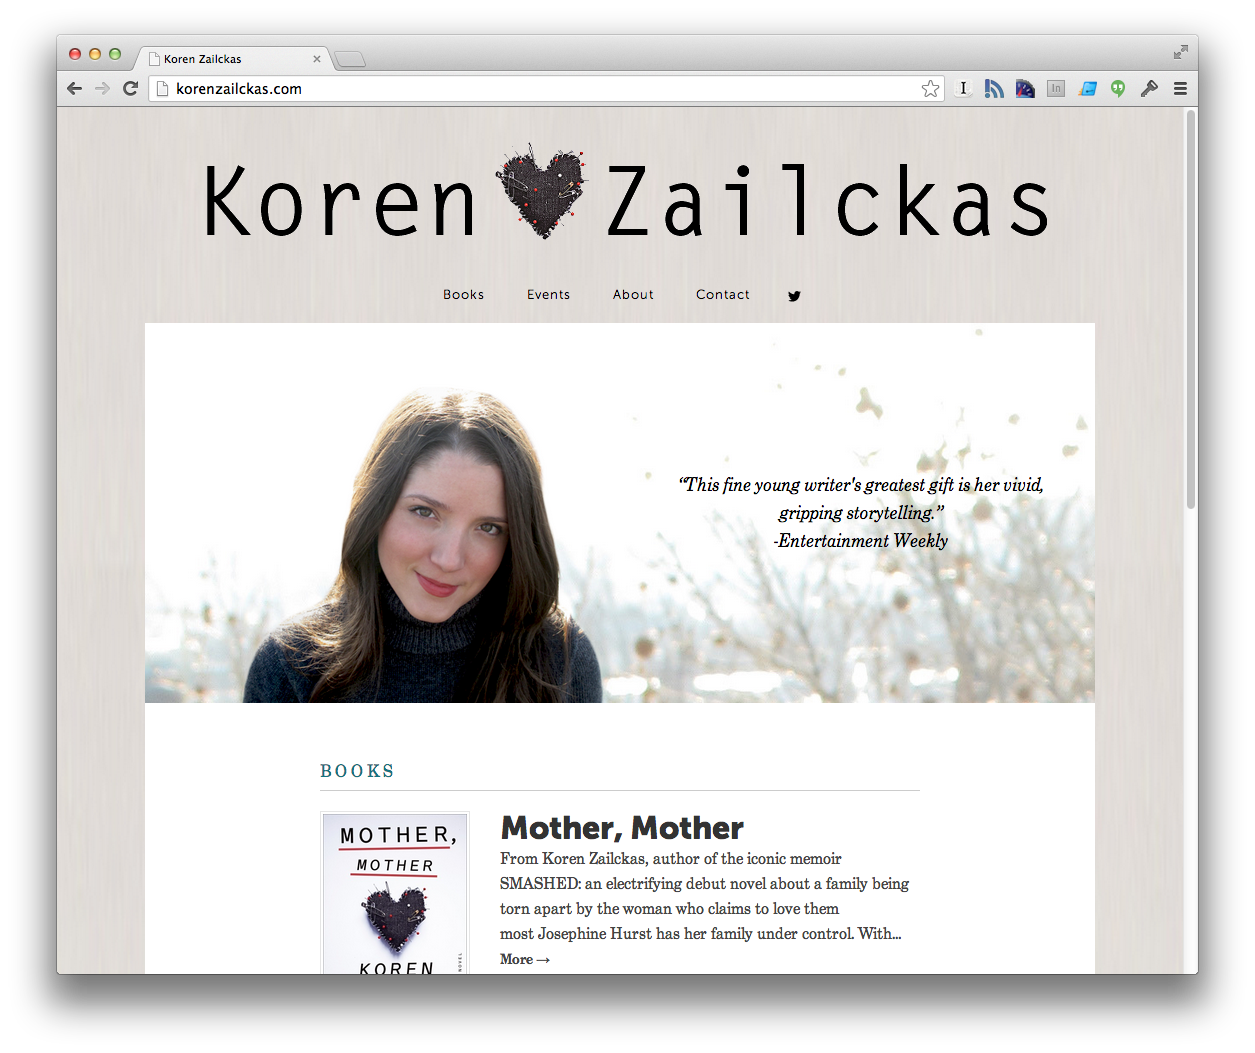 Koren Zailckas
korenzailckas.com
Koren Zailckas
Books Events About Contact
“This fine young writer's greatest gift is her vivid,
gripping storytelling.”
-Entertainment Weekly
BOOKS
MOTHER,
MOTHER
KOREN
NOVEL
Mother, Mother
From Koren Zailckas, author of the iconic memoir
SMASHED: an electrifying debut novel about a family being
torn apart by the woman who claims to love them
most Josephine Hurst has her family under control. With...
More →